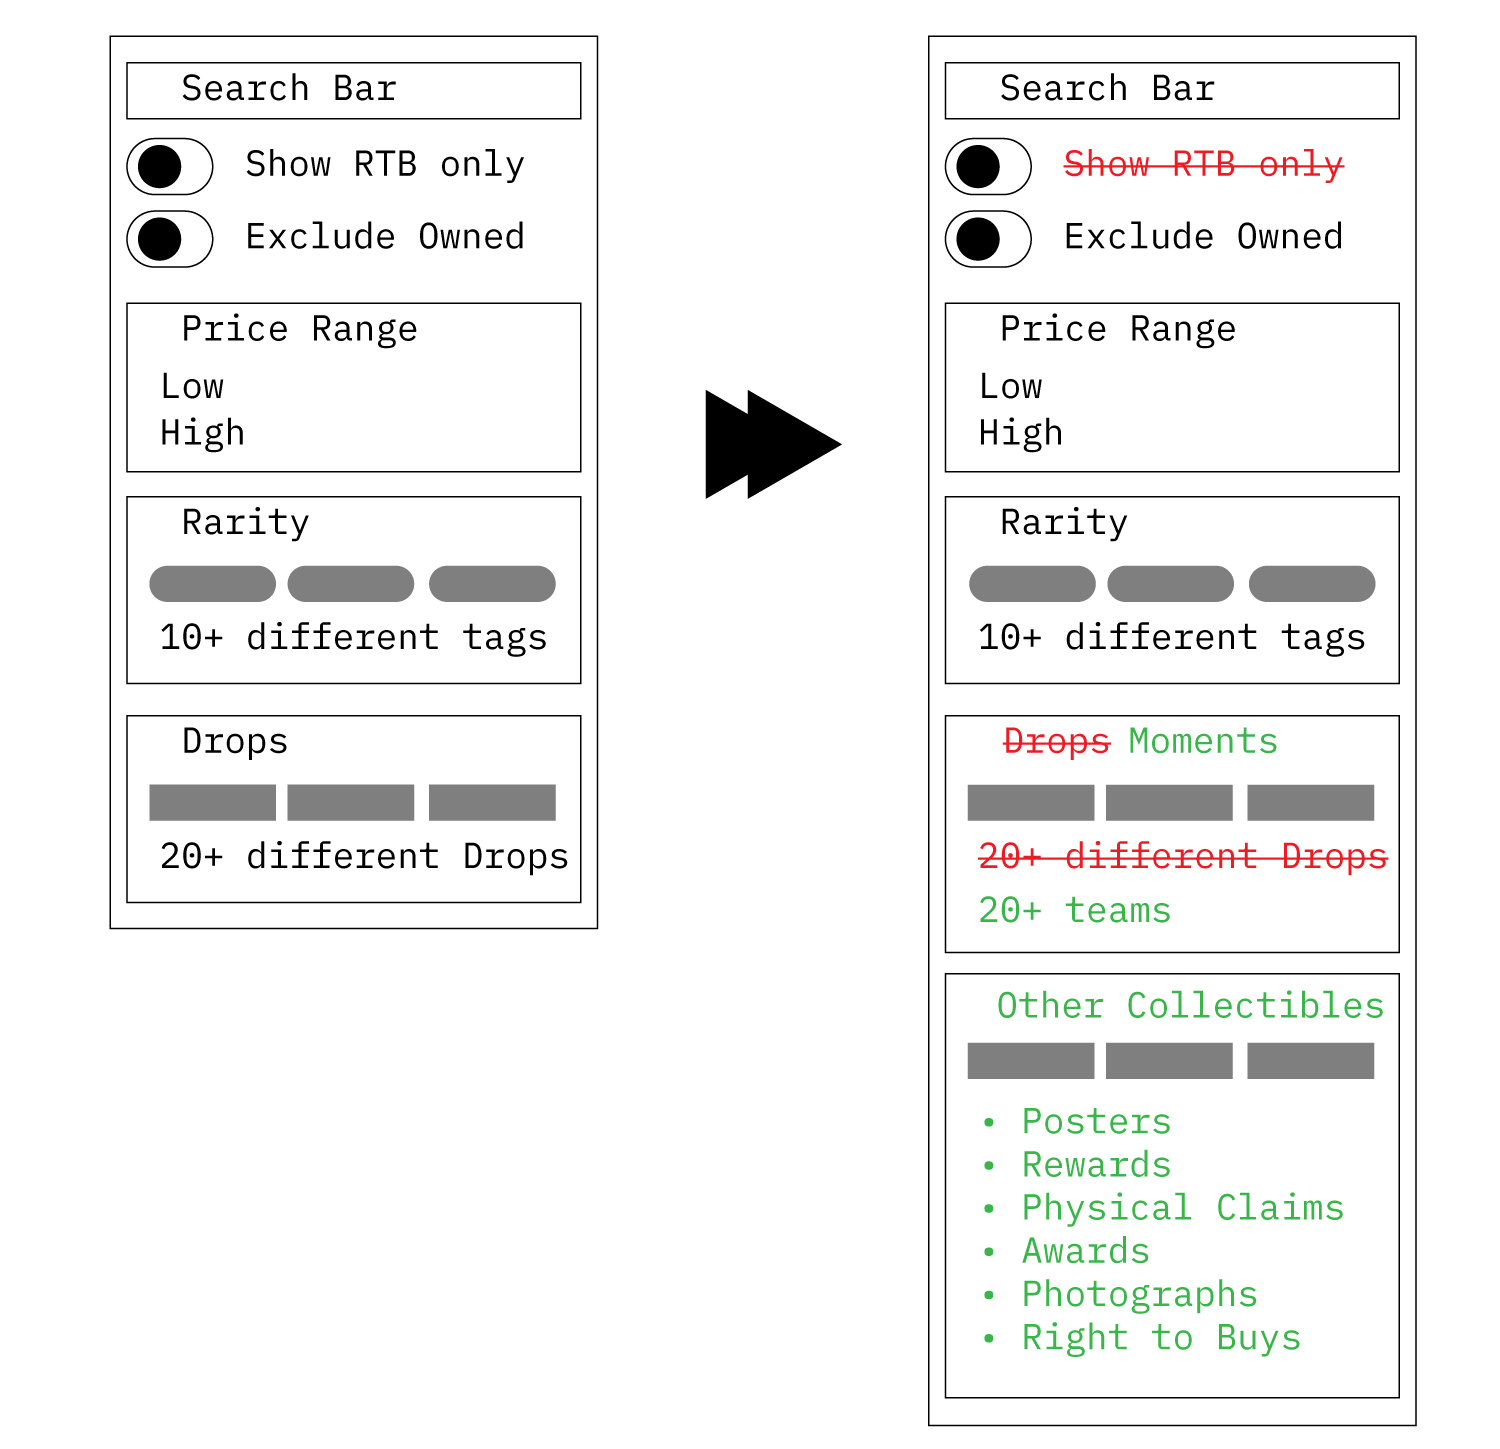 Search Bar
Show RTB only
Exclude Owned
Price Range
Low
High
Rarity
10+ different tags
Drops
20+ different Drops
Search Bar
Show RTB only
Exclude Owned
Price Range
Low
High
Rarity
10+ different tags
Drops Moments
20+ different Drops
20+ teams
Other Collectibles
• Posters
• Rewards
• Physical Claims
• Awards
• Photographs
• Right to Buys